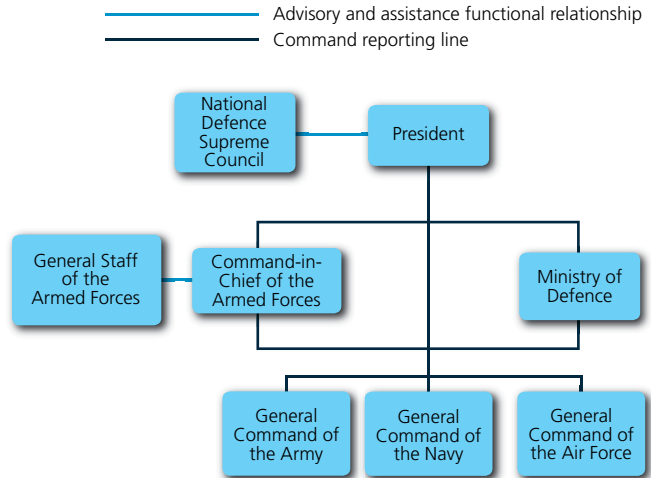 Advisory and assistance functional relationship
Command reporting line
National
Defence
Supreme
Council
President
General Staff
of the
Armed Forces
Command-in-
Chief of the
Armed Forces
Ministry of
Defence
General
Command of
the Army
General
Command of
the Navy
General
Command of
the Air Force